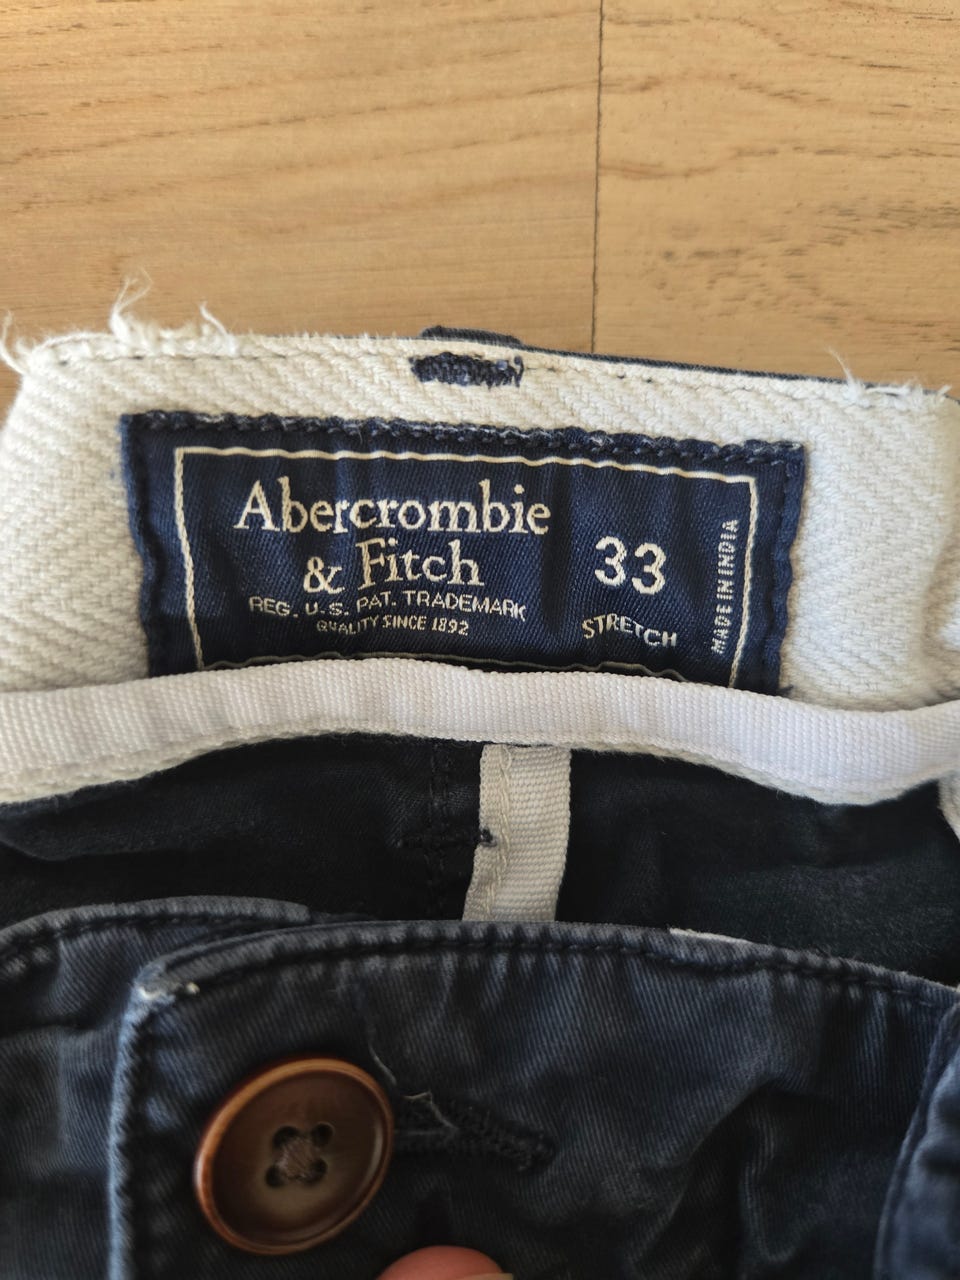 Abercrombie
& Fitch
REG. U.S. PAT. TRADEMARK
QUALITY SINCE 1892
33
STRETCH
MADE IN INDIA